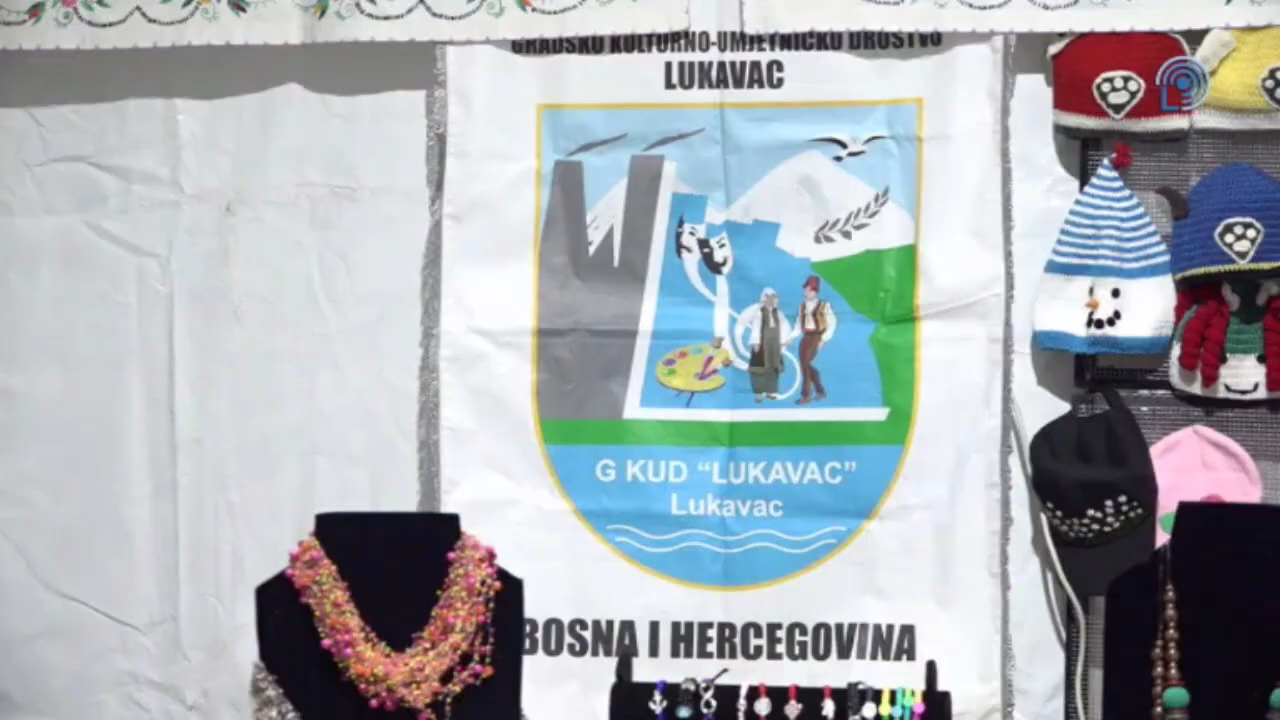 GRADSKO KULTURNO-UMJETNIČKO DRUŠTVO
LUKAVAC
G KUD “LUKAVAC”
Lukavac
BOSNA I HERCEGOVINA